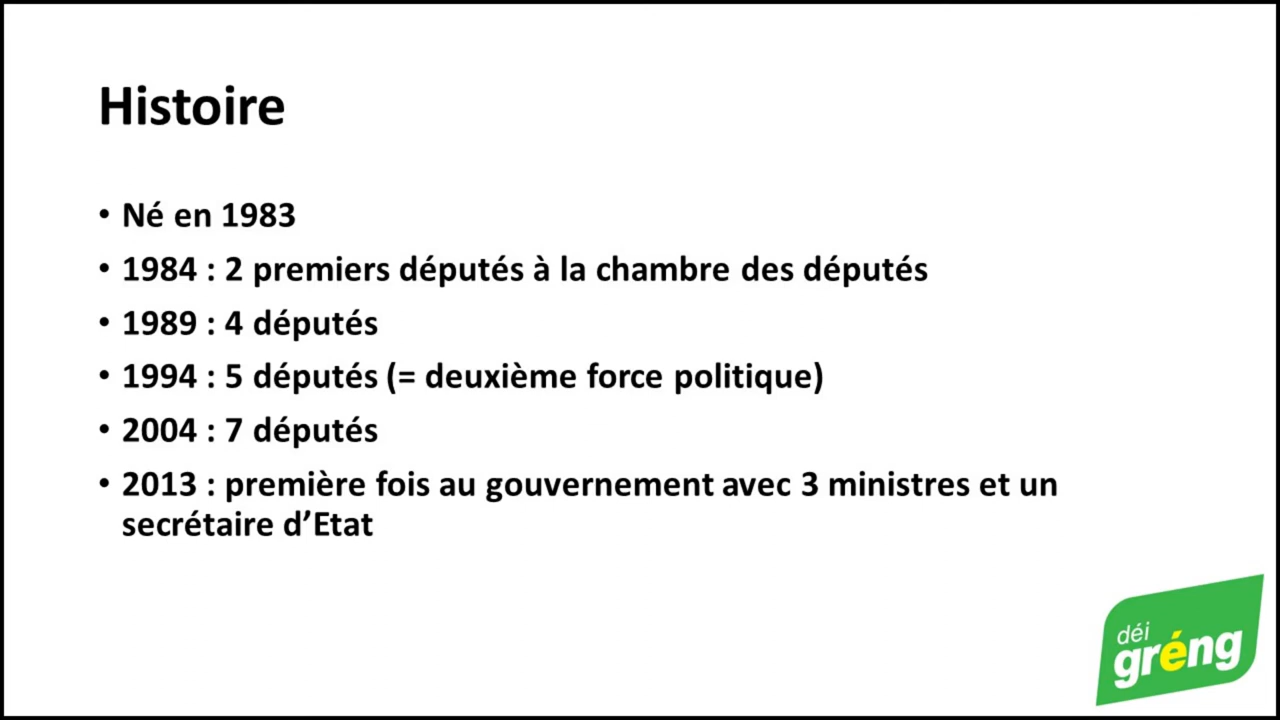 Histoire
• Né en 1983
• 1984 : 2 premiers députés à la chambre des députés
• 1989 : 4 députés
• 1994 : 5 députés (= deuxième force politique)
• 2004 : 7 députés
• 2013 : première fois au gouvernement avec 3 ministres et un
secrétaire d’Etat
déi
gréng